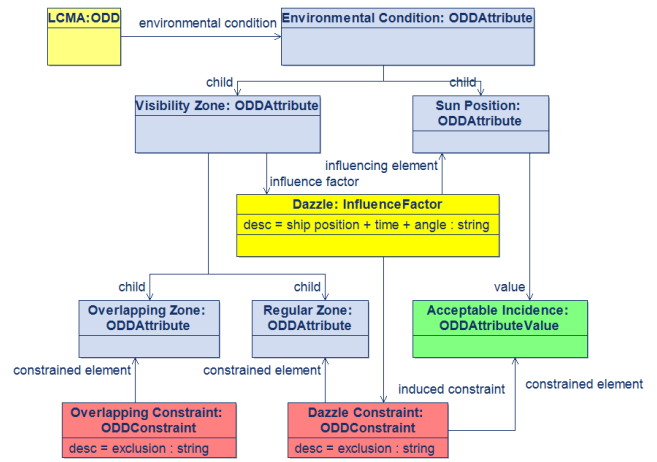 LCMA:ODD
environmental condition
Environmental Condition: ODDAttribute
child
child
Visibility Zone: ODDAttribute
Sun Position:
ODDAttribute
influencing element
influence factor
Dazzle: InfluenceFactor
desc = ship position + time + angle : string
child
child
value
Overlapping Zone:
ODDAttribute
Regular Zone:
ODDAttribute
Acceptable Incidence:
ODDAttributeValue
constrained element
constrained element
induced constraint
constrained element
Overlapping Constraint:
ODDConstraint
desc = exclusion : string
Dazzle Constraint:
ODDConstraint
desc = exclusion : string